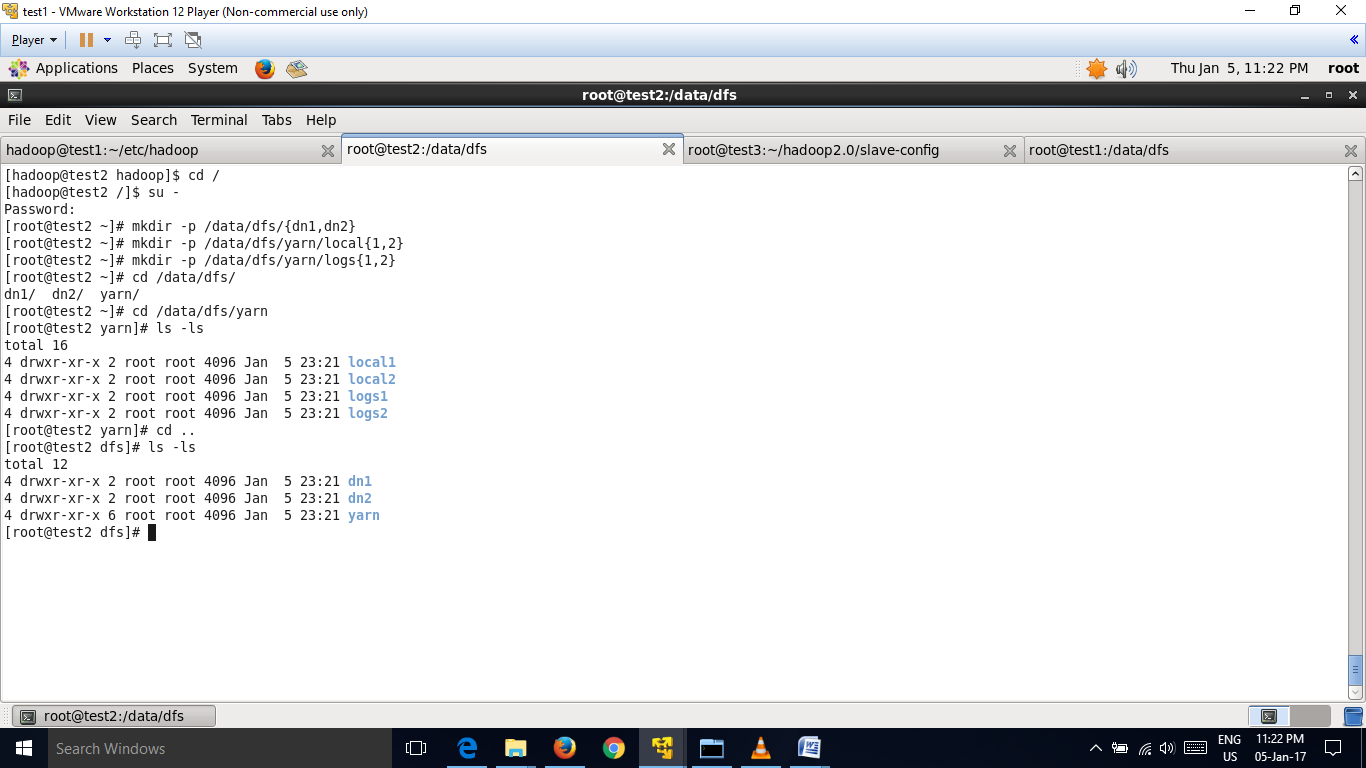 test1 - VMware Workstation 12 Player (Non-commercial use only)
Player
Applications Places System Thu Jan 5, 11:22 PM root
root@test2:/data/dfs
File Edit View Search Terminal Tabs Help
hadoop@test1:~/etc/hadoop root@test2:/data/dfs root@test3:~/hadoop2.0/slave-config root@test1:/data/dfs
[hadoop@test2 hadoop]$ cd /
[hadoop@test2 /]$ su -
Password:
[root@test2 ~]# mkdir -p /data/dfs/{dn1,dn2}
[root@test2 ~]# mkdir -p /data/dfs/yarn/local{1,2}
[root@test2 ~]# mkdir -p /data/dfs/yarn/logs{1,2}
[root@test2 ~]# cd /data/dfs/
dn1/  dn2/  yarn/
[root@test2 ~]# cd /data/dfs/yarn
[root@test2 yarn]# ls -ls
total 16
4 drwxr-xr-x 2 root root 4096 Jan  5 23:21 local1
4 drwxr-xr-x 2 root root 4096 Jan  5 23:21 local2
4 drwxr-xr-x 2 root root 4096 Jan  5 23:21 logs1
4 drwxr-xr-x 2 root root 4096 Jan  5 23:21 logs2
[root@test2 yarn]# cd ..
[root@test2 dfs]# ls -ls
total 12
4 drwxr-xr-x 2 root root 4096 Jan  5 23:21 dn1
4 drwxr-xr-x 2 root root 4096 Jan  5 23:21 dn2
4 drwxr-xr-x 6 root root 4096 Jan  5 23:21 yarn
[root@test2 dfs]#
root@test2:/data/dfs
Search Windows
ENG 11:22 PM
US 05-Jan-17